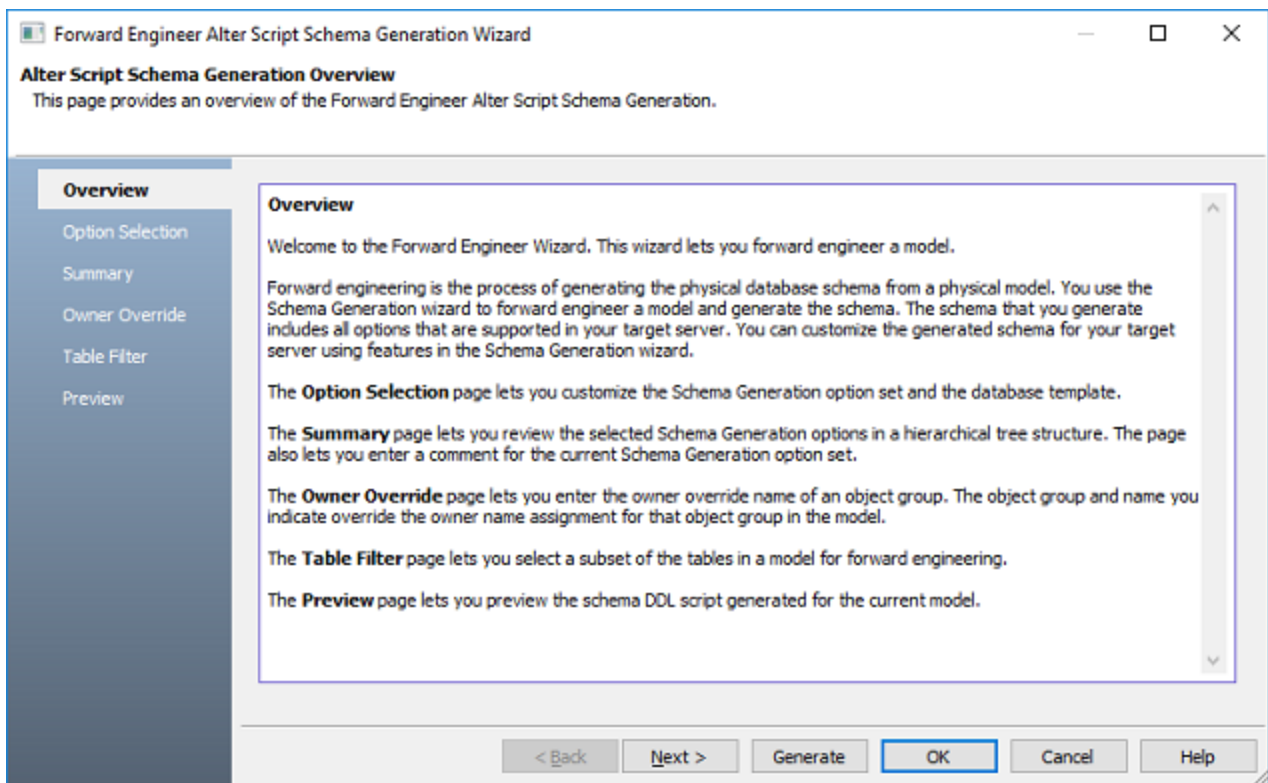 Forward Engineer Alter Script Schema Generation Wizard
Alter Script Schema Generation Overview
This page provides an overview of the Forward Engineer Alter Script Schema Generation.
Overview
Option Selection
Summary
Owner Override
Table Filter
Preview
Overview
Welcome to the Forward Engineer Wizard. This wizard lets you forward engineer a model.
Forward engineering is the process of generating the physical database schema from a physical model. You use the
Schema Generation wizard to forward engineer a model and generate the schema. The schema that you generate
includes all options that are supported in your target server. You can customize the generated schema for your target
server using features in the Schema Generation wizard.
The Option Selection page lets you customize the Schema Generation option set and the database template.
The Summary page lets you review the selected Schema Generation options in a hierarchical tree structure. The page
also lets you enter a comment for the current Schema Generation option set.
The Owner Override page lets you enter the owner override name of an object group. The object group and name you
indicate override the owner name assignment for that object group in the model.
The Table Filter page lets you select a subset of the tables in a model for forward engineering.
The Preview page lets you preview the schema DDL script generated for the current model.
< Back
Next >
Generate
OK
Cancel
Help